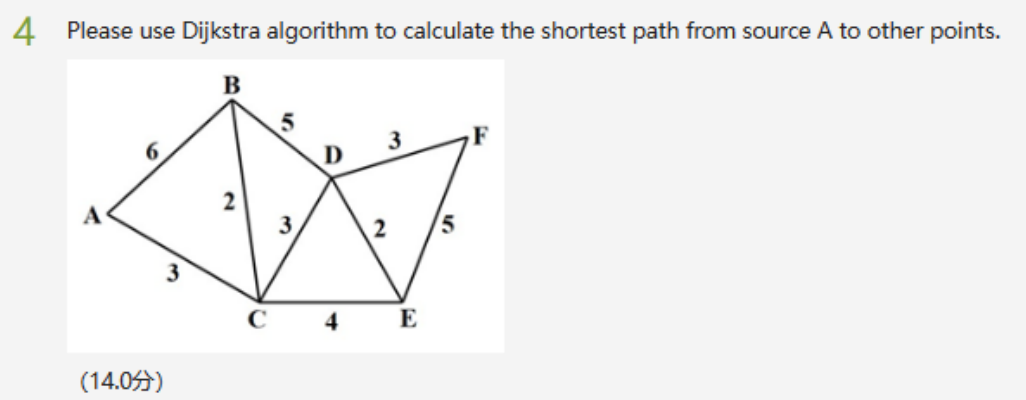 4 Please use Dijkstra algorithm to calculate the shortest path from source A to other points.
B
5
6
D
3
F
2
A
3
2
5
3
C
4
E
(14.0分)